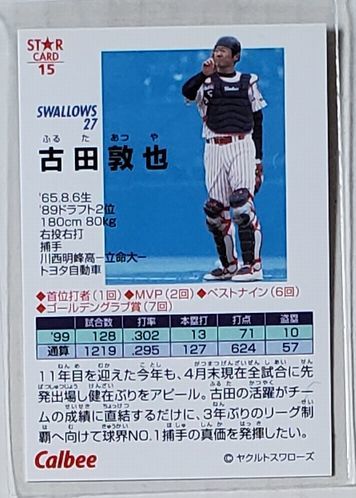 STAR
CARD
15
SWALLOWS
27
ふる た あつ や
古田敦也
'65.8.6生
'89ドラフト2位
180cm 80kg
右投右打
捕手
川西明峰高−立命大−
トヨタ自動車
◆首位打者(1回)◆MVP(2回)◆ベストナイン(6回)
◆ゴールデングラブ賞(7回)
試合数 打率 本塁打 打点 盗塁
'99 128 .302 13 71 10
通算 1219 .295 127 644 57
11年目を迎えた今年も、4月末現在全試合に先
発出場し健在ぶりをアピール。古田の活躍がチー
ムの成績に直結するだけに、3年ぶりのリーグ制
覇へ向けて球界NO.1捕手の真価を発揮したい。
Calbee
©ヤクルトスワローズ